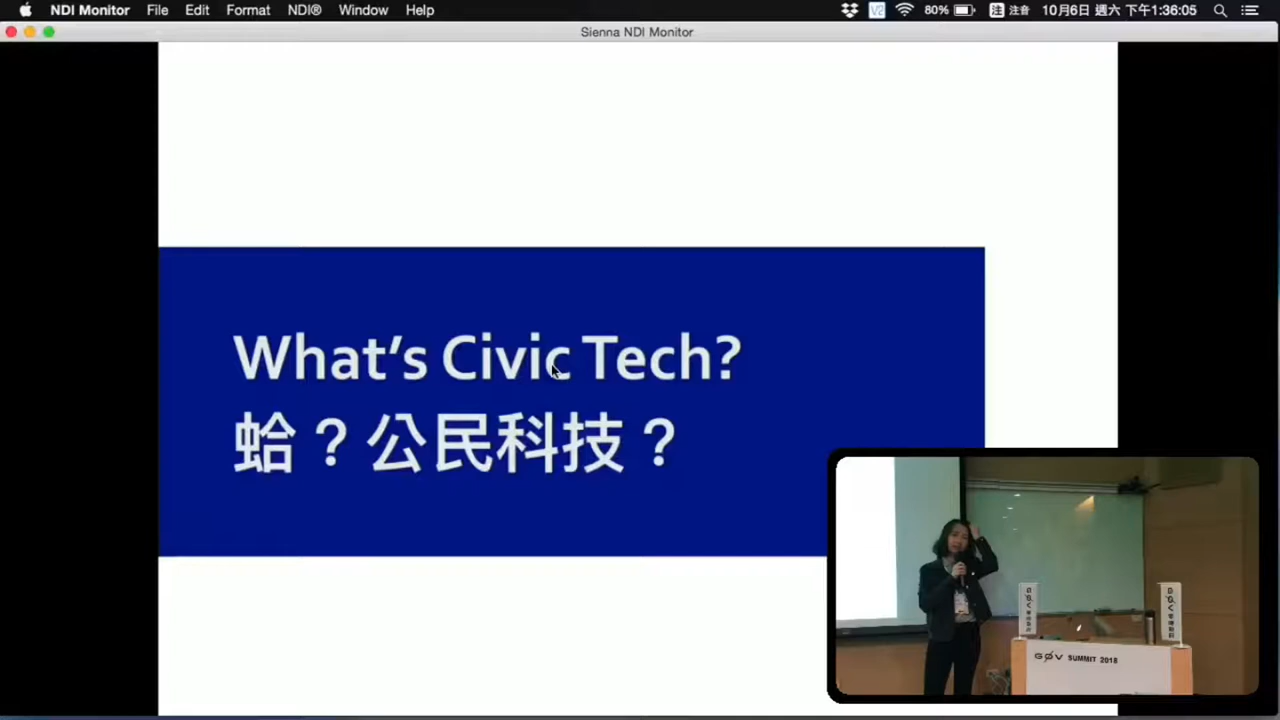 NDI Monitor File Edit Format NDI® Window Help 80% 注 注音 10月6日 週六 下午1:36:05
Sienna NDI Monitor
What's Civic Tech?
蛤？公民科技？
GØV SUMMIT 2018